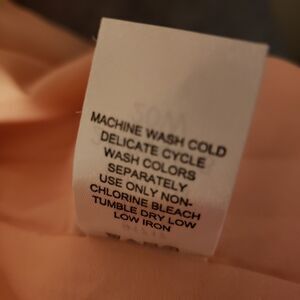 MACHINE WASH COLD
DELICATE CYCLE
WASH COLORS
SEPARATELY
USE ONLY NON-
CHLORINE BLEACH
TUMBLE DRY LOW
LOW IRON